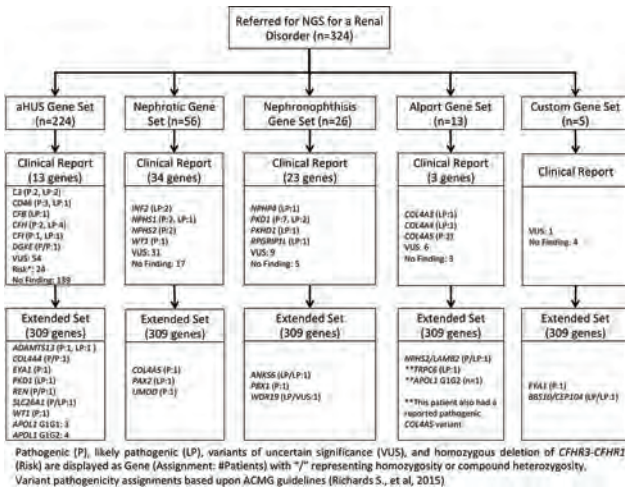 Referred for NGS for a Renal
Disorder (n=324)
aHUS Gene Set
(n=224)
Nephrotic Gene
Set (n=56)
Nephronophthisis
Gene Set (n=26)
Alport Gene Set
(n=13)
Custom Gene Set
(n=5)
Clinical Report
(13 genes)
C3 (P:2, LP:2)
CD46 (P:3, LP:1)
CFB (LP:1)
CFH (P:2, LP:4)
CFI (P:1, LP:1)
DGKE (P/P:1)
VUS: 54
Risk*: 24
No Finding:
Clinical Report
(34 genes)
INF2 (LP:2)
NPHS1 (P:2, LP:1)
NPHS2 (P:2)
WT1 (P:1)
VUS: 31
No Finding: 17
Clinical Report
(23 genes)
NPHP4 (LP:1)
PKD1 (P:7, LP:2)
PKHD1 (LP:1)
RPGRIP1L (LP:1)
VUS: 9
No Finding: 5
Clinical Report
(3 genes)
COL4A3 (LP:1)
COL4A4 (LP:1)
COL4A5 (P:2)
VUS: 6
No Finding: 3
Clinical Report
VUS: 1
No Finding: 4
Extended Set
(309 genes)
ADAMTS13 (P:1, LP:1 )
COL4A4 (P/P:1)
EYA1 (P:1)
PKD1 (LP:1)
REN (P/LP:1)
SLC26A1 (P/LP:1)
WT1 (P:1)
APOL1 G1G1: 3
APOL1 G1G2: 4
Extended Set
(309 genes)
COL4A5 (P:1)
PAX2 (LP:1)
UMOD (P:1)
Extended Set
(309 genes)
ANKS6 (LP/LP:1)
PBX1 (P:1)
WDR19 (LP/VUS:1)
Extended Set
(309 genes)
NPHS2/LAMB2 (P/LP:1)
**TRPC6 (LP:1)
**APOL1 G1G2 (n=1)
**This patient also had a
reported pathogenic
COL4A5 variant.
Extended Set
(309 genes)
EYA1 (P:1)
BBS10/CEP104 (LP/LP:1)
Pathogenic (P), likely pathogenic (LP), variants of uncertain significance (VUS), and homozygous deletion of CFHR3-CFHR1
(Risk) are displayed as Gene (Assignment: #Patients) with "/" representing homozygosity or compound heterozygosity,
Variant pathogenicity assignments based upon ACMG guidelines (Richards S., et al, 2015)